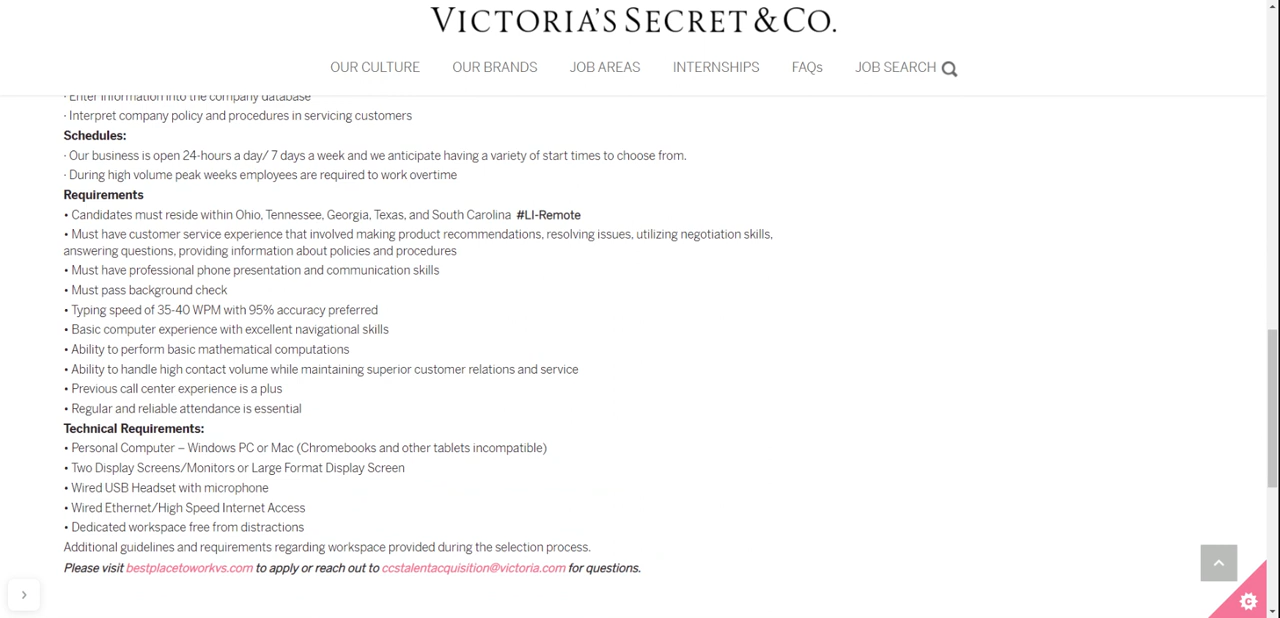 VICTORIA'S SECRET & CO.
OUR CULTURE OUR BRANDS JOB AREAS INTERNSHIPS FAQs JOB SEARCH
· Enter information into the company database
· Interpret company policy and procedures in servicing customers
Schedules:
· Our business is open 24-hours a day/ 7 days a week and we anticipate having a variety of start times to choose from.
· During high volume peak weeks employees are required to work overtime
Requirements
• Candidates must reside within Ohio, Tennessee, Georgia, Texas, and South Carolina #LI-Remote
• Must have customer service experience that involved making product recommendations, resolving issues, utilizing negotiation skills,
answering questions, providing information about policies and procedures
• Must have professional phone presentation and communication skills
• Must pass background check
• Typing speed of 35-40 WPM with 95% accuracy preferred
• Basic computer experience with excellent navigational skills
• Ability to perform basic mathematical computations
• Ability to handle high contact volume while maintaining superior customer relations and service
• Previous call center experience is a plus
• Regular and reliable attendance is essential
Technical Requirements:
• Personal Computer – Windows PC or Mac (Chromebooks and other tablets incompatible)
• Two Display Screens/Monitors or Large Format Display Screen
• Wired USB Headset with microphone
• Wired Ethernet/High Speed Internet Access
• Dedicated workspace free from distractions
Additional guidelines and requirements regarding workspace provided during the selection process.
Please visit bestplacetoworkvs.com to apply or reach out to ccstalentacquisition@victoria.com for questions.